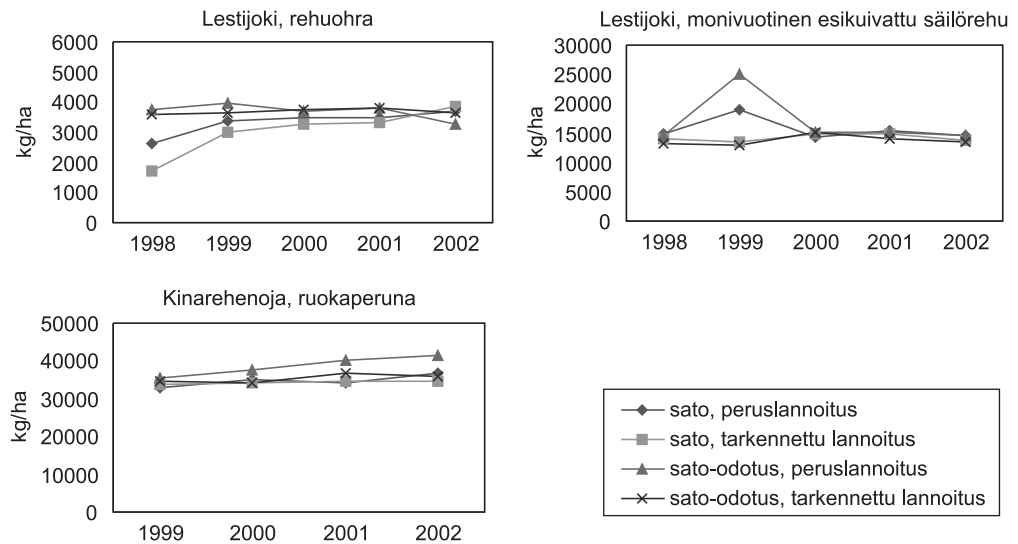 Lestijoki, rehuohra
6000
5000
4000
3000
2000
1000
0
kg/ha
1998 1999 2000 2001 2002
Lestijoki, monivuotinen esikuivattu säilörehu
30000
25000
20000
15000
10000
5000
0
kg/ha
1998 1999 2000 2001 2002
Kinarehenoja, ruokaperuna
50000
40000
30000
20000
10000
0
kg/ha
1999 2000 2001 2002
sato, peruslannoitus
sato, tarkennettu lannoitus
sato-odotus, peruslannoitus
sato-odotus, tarkennettu lannoitus